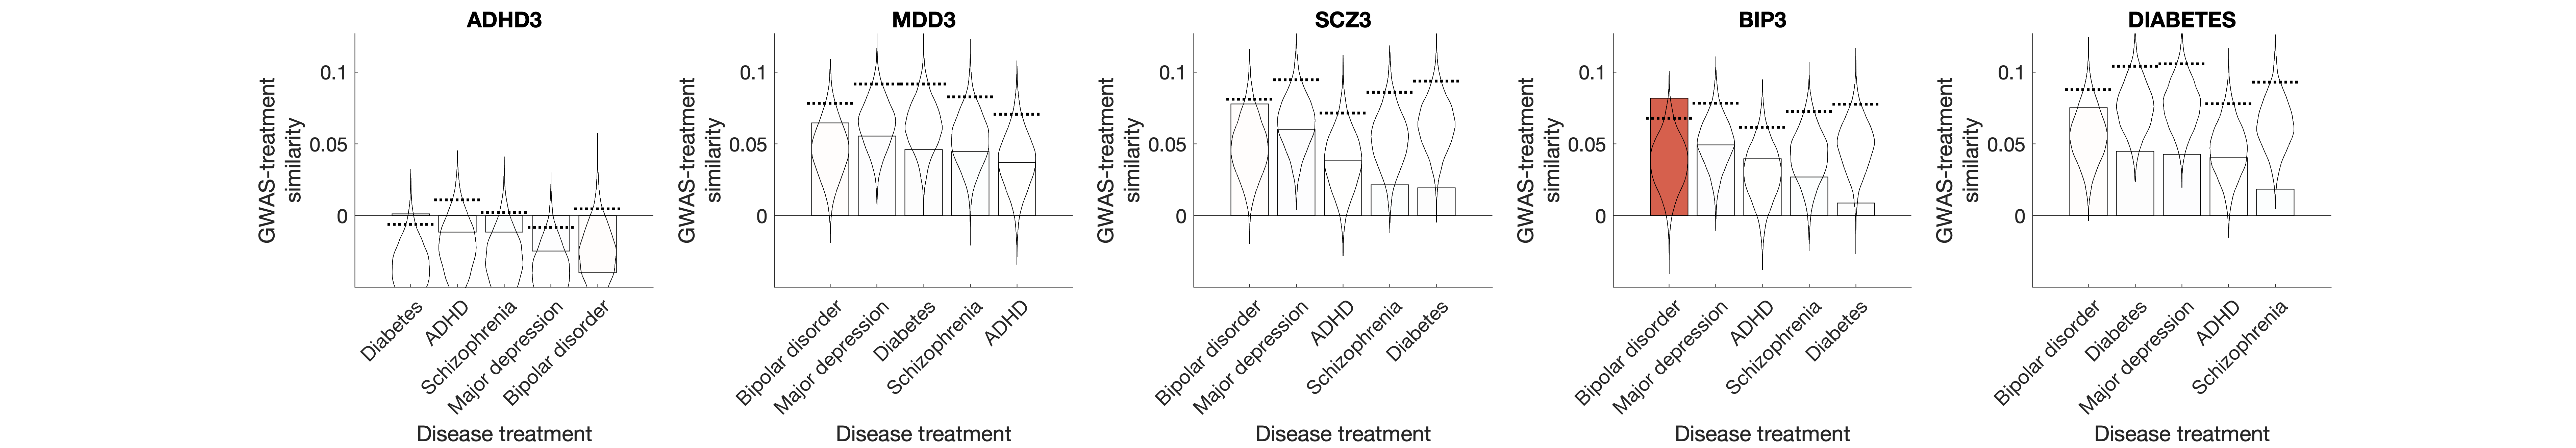 ADHD3
GWAS-treatment
similarity
0.1
0.05
0
Diabetes
ADHD
Schizophrenia
Major depression
Bipolar disorder
Disease treatment
MDD3
GWAS-treatment
similarity
0.1
0.05
0
Bipolar disorder
Major depression
Diabetes
Schizophrenia
ADHD
Disease treatment
SCZ3
GWAS-treatment
similarity
0.1
0.05
0
Bipolar disorder
Major depression
ADHD
Schizophrenia
Diabetes
Disease treatment
BIP3
GWAS-treatment
similarity
0.1
0.05
0
Bipolar disorder
Major depression
ADHD
Schizophrenia
Diabetes
Disease treatment
DIABETES
GWAS-treatment
similarity
0.1
0.05
0
Bipolar disorder
Diabetes
Major depression
ADHD
Schizophrenia
Disease treatment